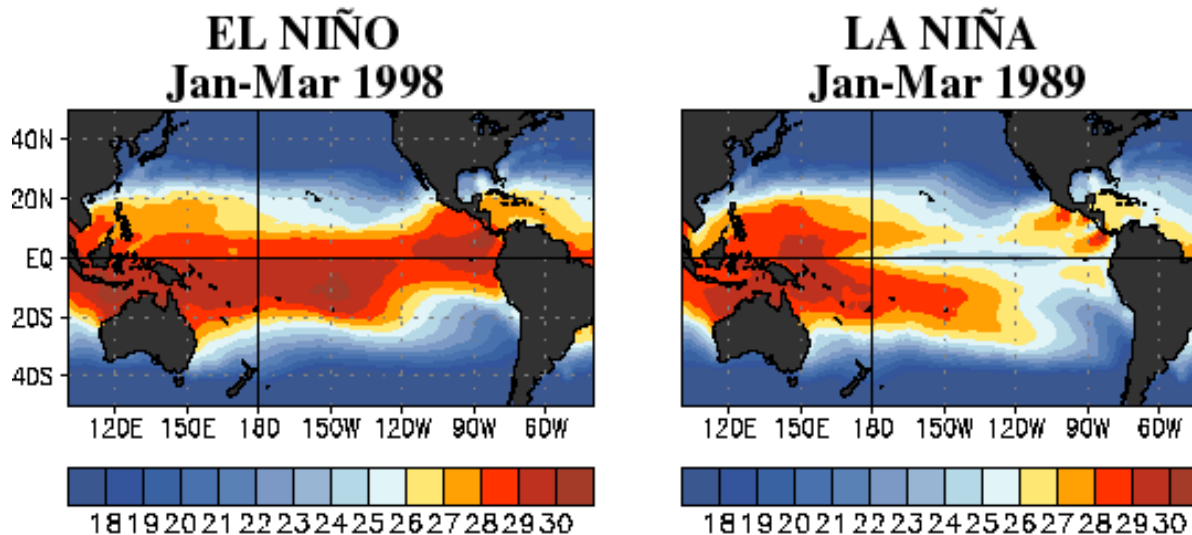 EL NIÑO
Jan-Mar 1998
40N
20N
EQ
20S
40S
120E 150E 180 150W 120W 90W 60W
18 19 20 21 22 23 24 25 26 27 28 29 30
LA NIÑA
Jan-Mar 1989
120E 150E 180 150W 120W 90W 60W
18 19 20 21 22 23 24 25 26 27 28 29 30